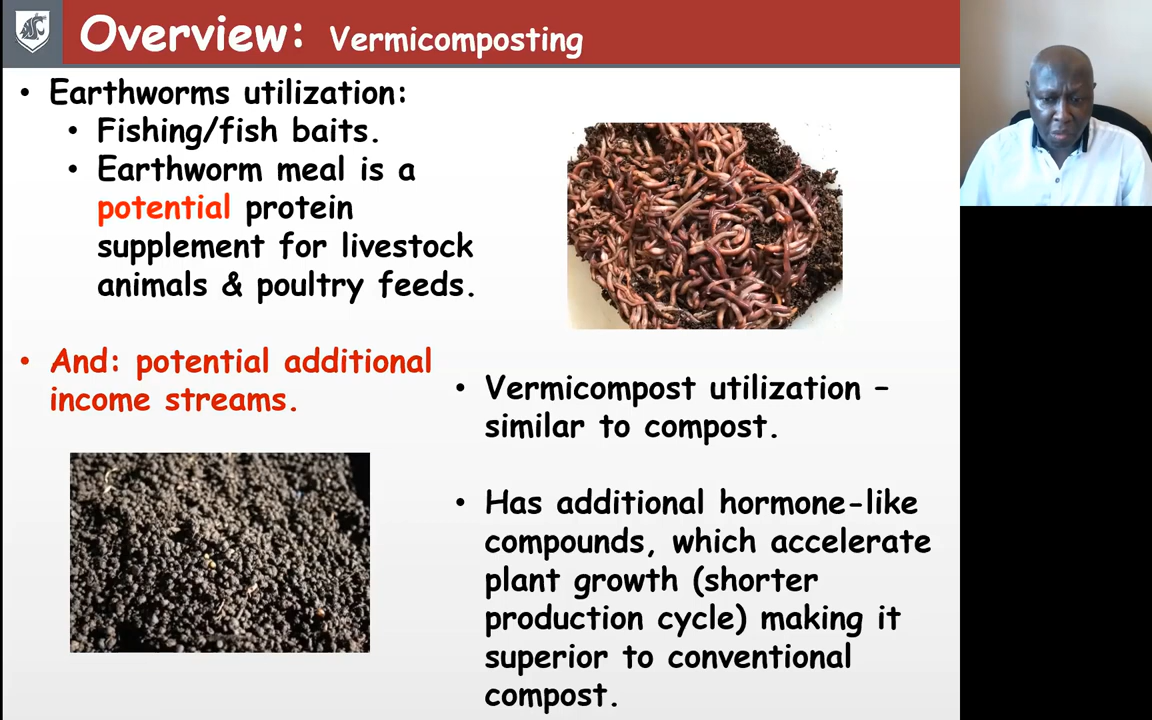 Overview: Vermicomposting
• Earthworms utilization:
• Fishing/fish baits.
• Earthworm meal is a
potential protein
supplement for livestock
animals & poultry feeds.
• And: potential additional
income streams.
• Vermicompost utilization –
similar to compost.
• Has additional hormone-like
compounds, which accelerate
plant growth (shorter
production cycle) making it
superior to conventional
compost.